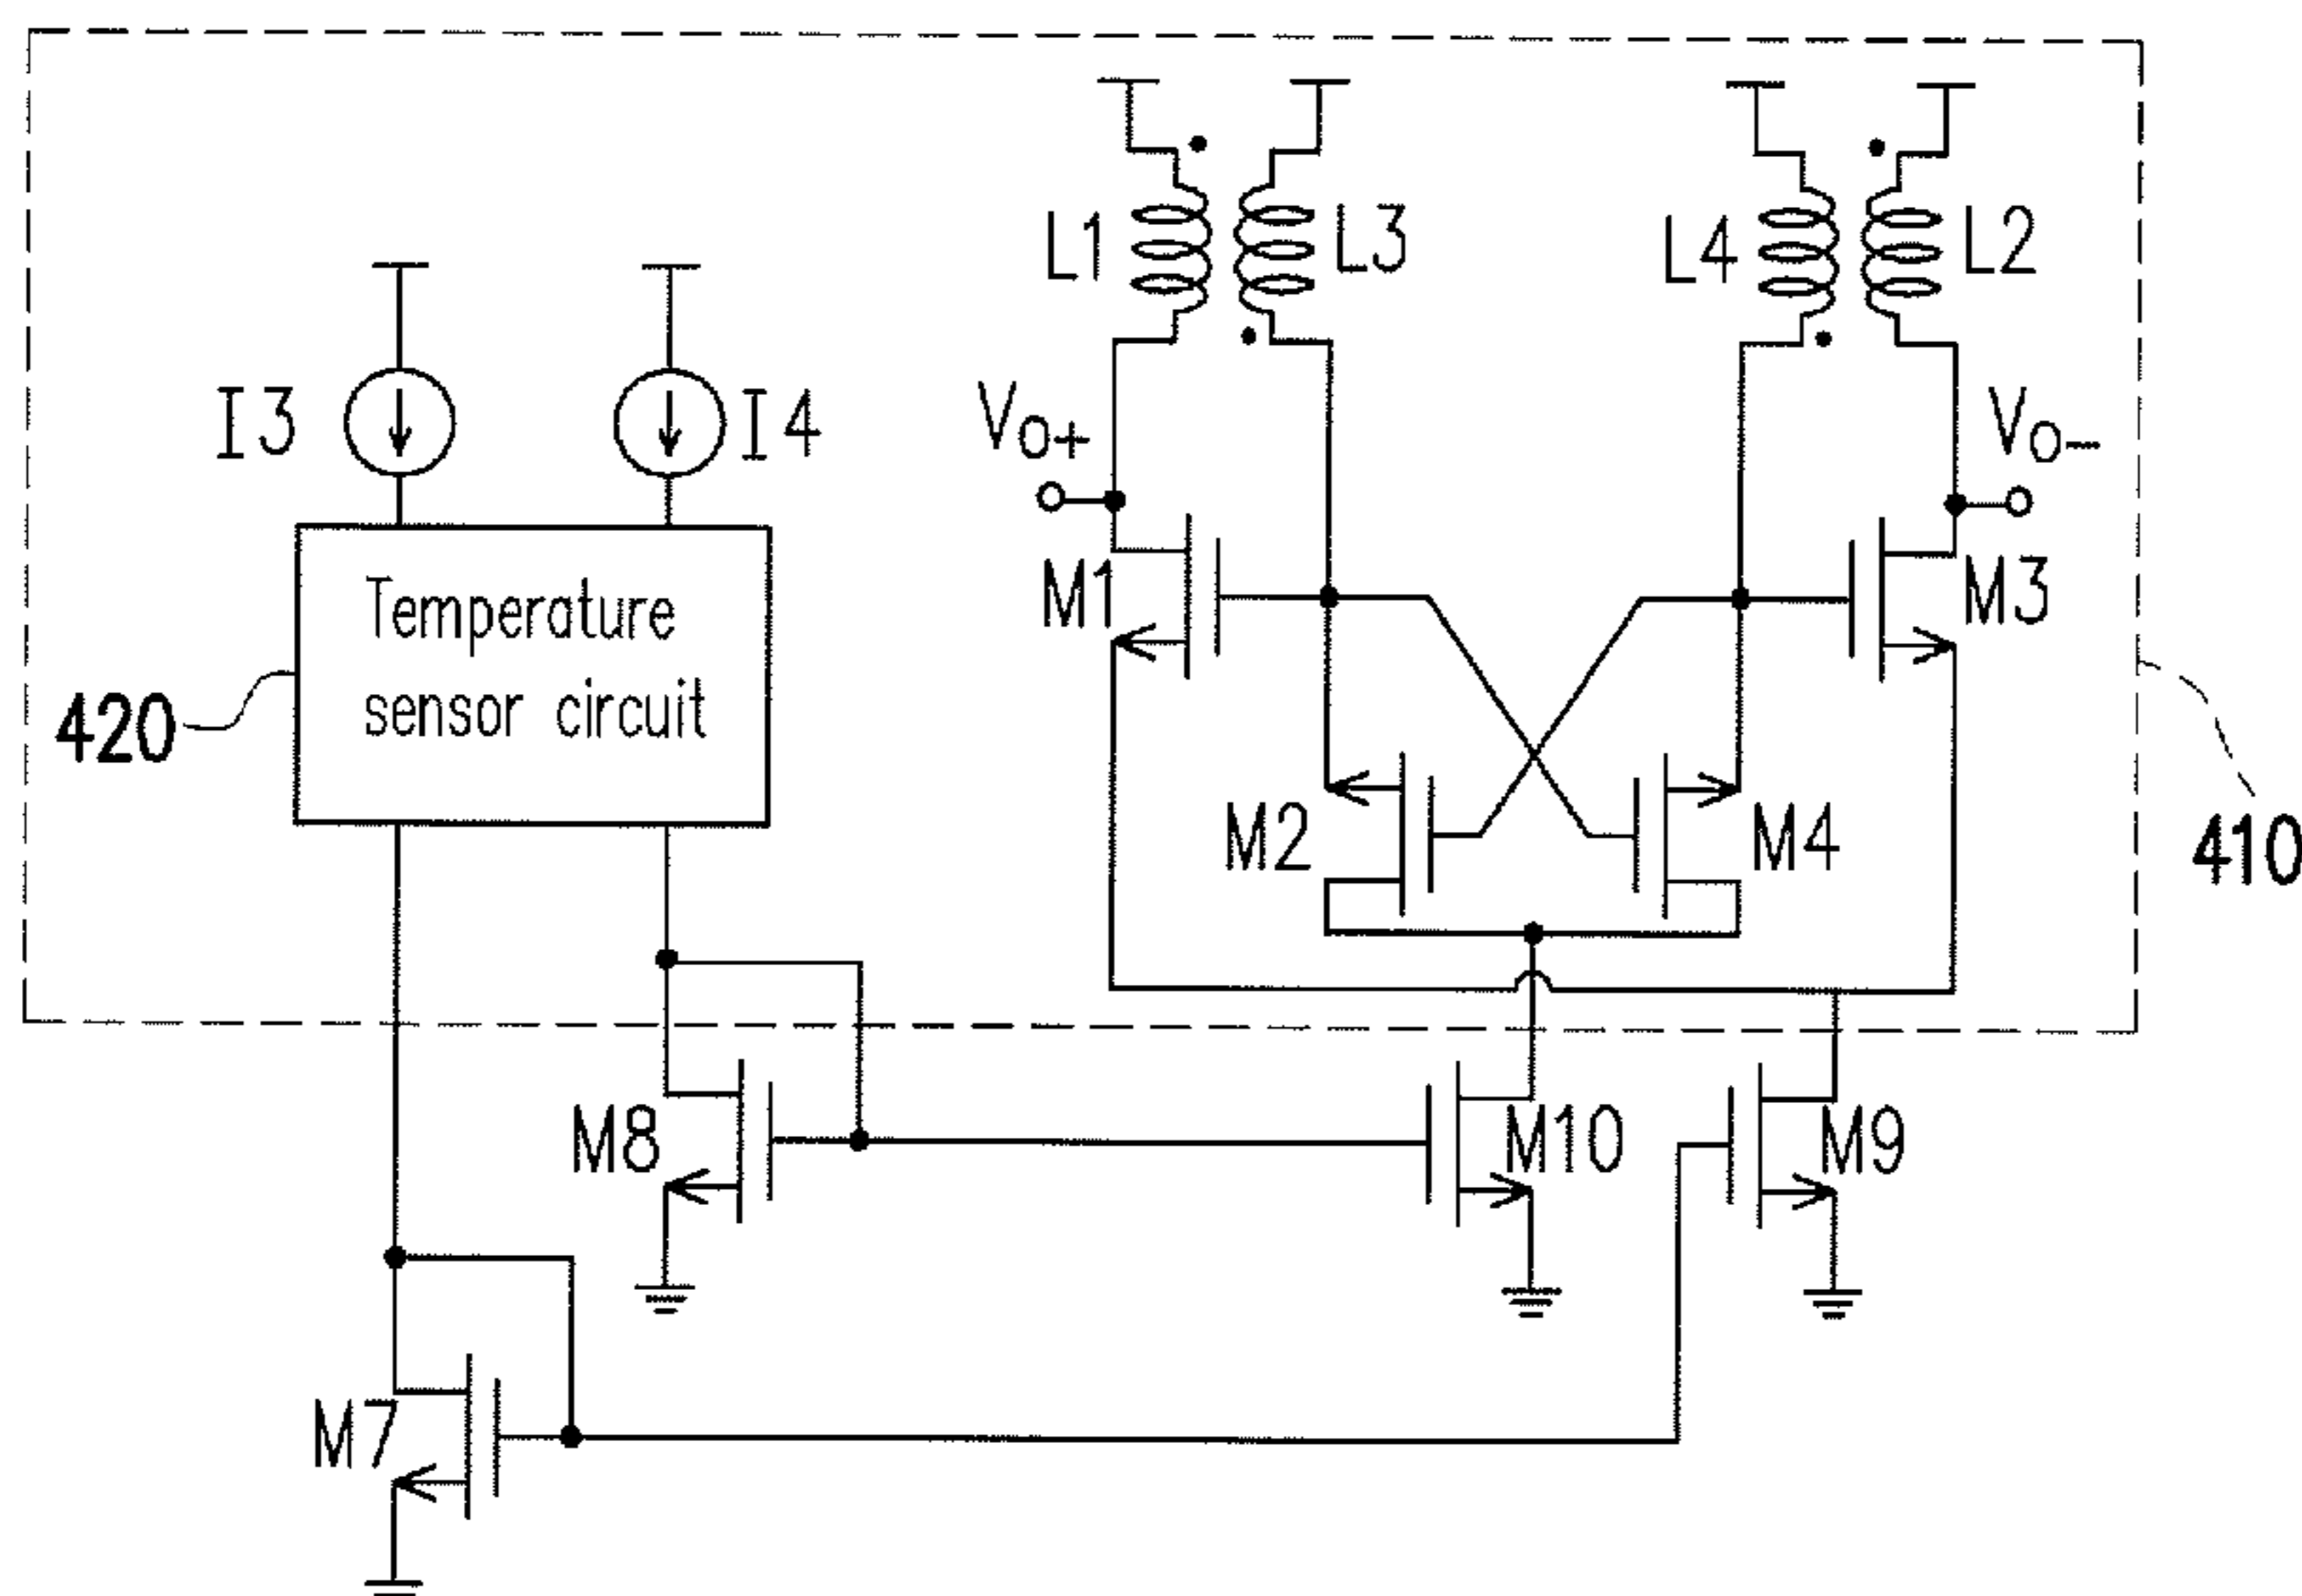 L1
L3
L4
L2
I3
I4
Vo+
Vo−
Temperature
sensor circuit
M1
M3
420
M2
M4
410
M8
M10
M9
M7